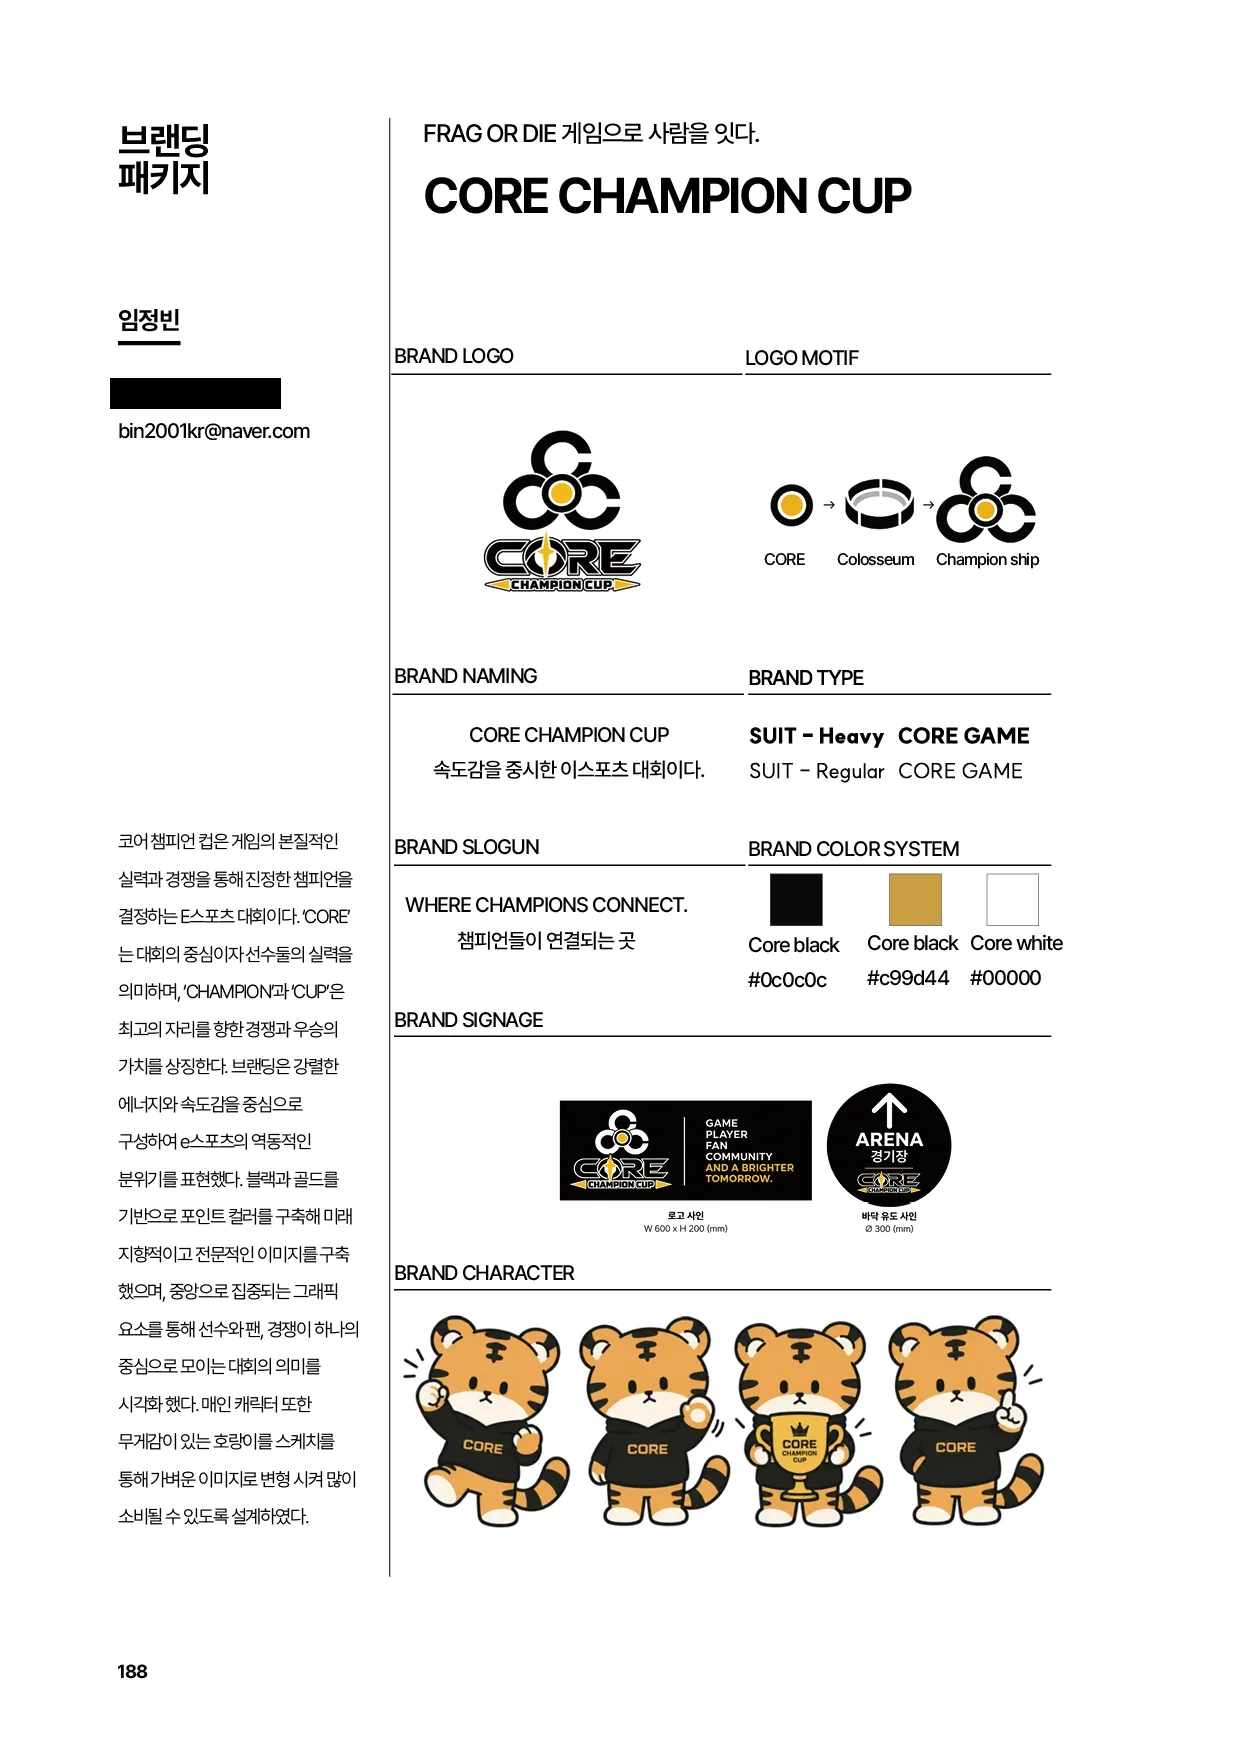 브랜딩
패키지
임정빈
bin2001kr@naver.com
코어 챔피언 컵은 게임의 본질적인
실력과 경쟁을 통해 진정한 챔피언을
결정하는 E스포츠 대회이다. ‘CORE’
는 대회의 중심이자 선수둘의 실력을
의미하며, ‘CHAMPION’과 ‘CUP’은
최고의 자리를 향한 경쟁과 우승의
가치를 상징한다. 브랜딩은 강렬한
에너지와 속도감을 중심으로
구성하여 e스포츠의 역동적인
분위기를 표현했다. 블랙과 골드를
기반으로 포인트 컬러를 구축해 미래
지향적이고 전문적인 이미지를 구축
했으며, 중앙으로 집중되는 그래픽
요소를 통해 선수와 팬, 경쟁이 하나의
중심으로 모이는 대회의 의미를
시각화 했다. 매인 캐릭터 또한
무게감이 있는 호랑이를 스케치를
통해 가벼운 이미지로 변형 시켜 많이
소비될 수 있도록 설계하였다.
188
FRAG OR DIE 게임으로 사람을 잇다.
CORE CHAMPION CUP
BRAND LOGO
CORE
CHAMPION CUP
LOGO MOTIF
CORE → Colosseum → Champion ship
BRAND NAMING
CORE CHAMPION CUP
속도감을 중시한 이스포츠 대회이다.
BRAND TYPE
SUIT - Heavy CORE GAME
SUIT - Regular CORE GAME
BRAND SLOGUN
WHERE CHAMPIONS CONNECT.
챔피언들이 연결되는 곳
BRAND COLOR SYSTEM
Core black Core black Core white
#0c0c0c #c99d44 #00000
BRAND SIGNAGE
CORE
CHAMPION CUP
GAME
PLAYER
FAN
COMMUNITY
AND A BRIGHTER
TOMORROW.
로고 사인
W 600 x H 200 (mm)
ARENA
경기장
CORE
CHAMPION CUP
바닥 유도 사인
Ø 300 (mm)
BRAND CHARACTER
CORE
CORE
CORE
CHAMPION
CUP
CORE